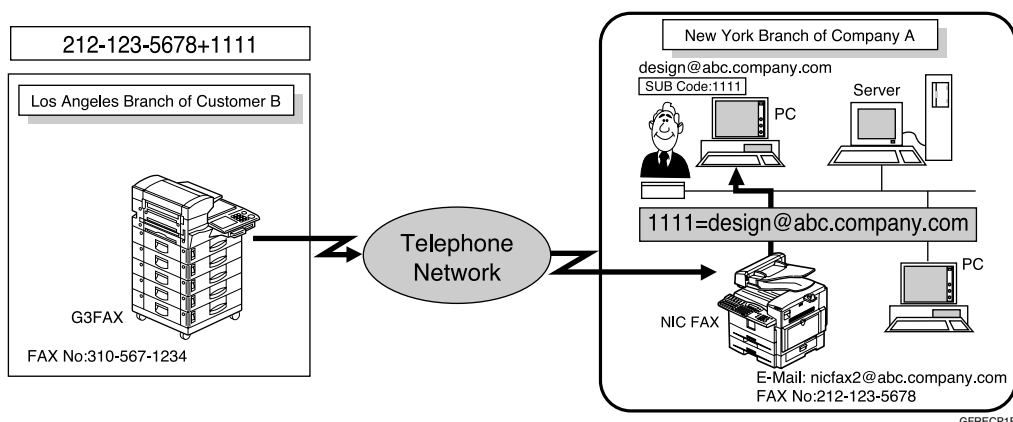 212-123-5678+1111
Los Angeles Branch of Customer B
G3FAX
FAX No:310-567-1234
Telephone
Network
New York Branch of Company A
design@abc.company.com
SUB Code:1111
PC
Server
1111=design@abc.company.com
PC
NIC FAX
E-Mail: nicfax2@abc.company.com
FAX No:212-123-5678